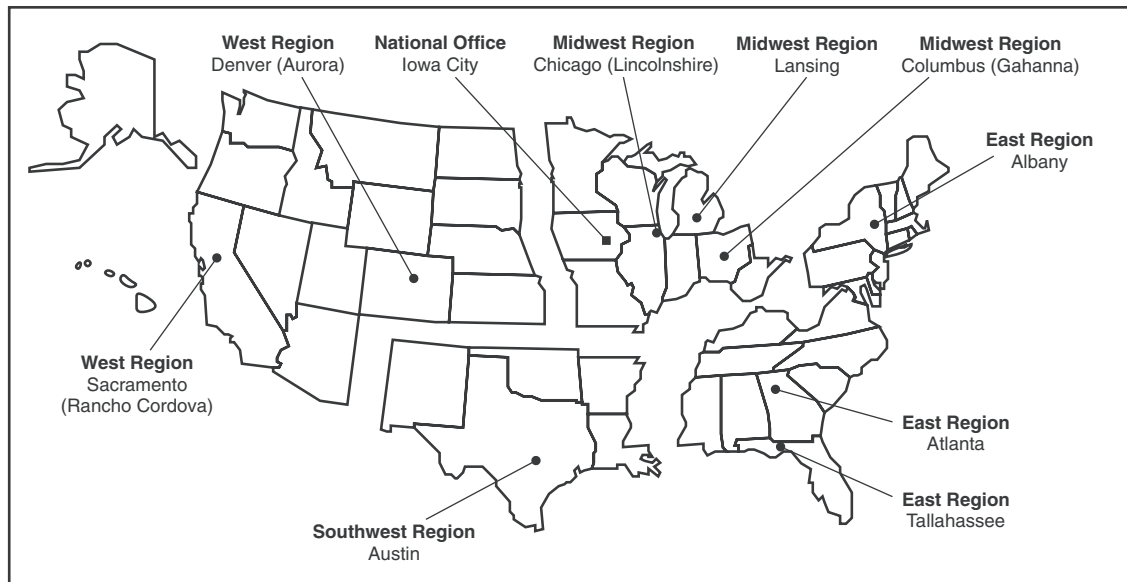 West Region
Denver (Aurora)
National Office
Iowa City
Midwest Region
Chicago (Lincolnshire)
Midwest Region
Lansing
Midwest Region
Columbus (Gahanna)
East Region
Albany
West Region
Sacramento
(Rancho Cordova)
East Region
Atlanta
East Region
Tallahassee
Southwest Region
Austin